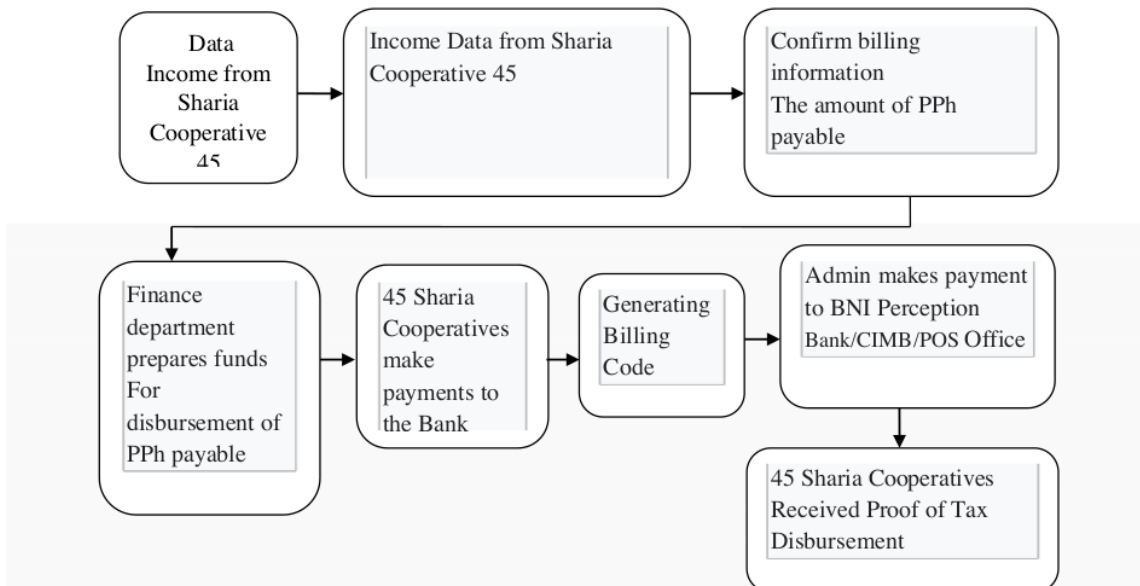 Data
Income from
Sharia
Cooperative
45
Income Data from Sharia
Cooperative 45
Confirm billing
information
The amount of PPh
payable
Finance
department
prepares funds
For
disbursement of
PPh payable
45 Sharia
Cooperatives
make
payments to
the Bank
Generating
Billing
Code
Admin makes payment
to BNI Perception
Bank/CIMB/POS Office
45 Sharia Cooperatives
Received Proof of Tax
Disbursement